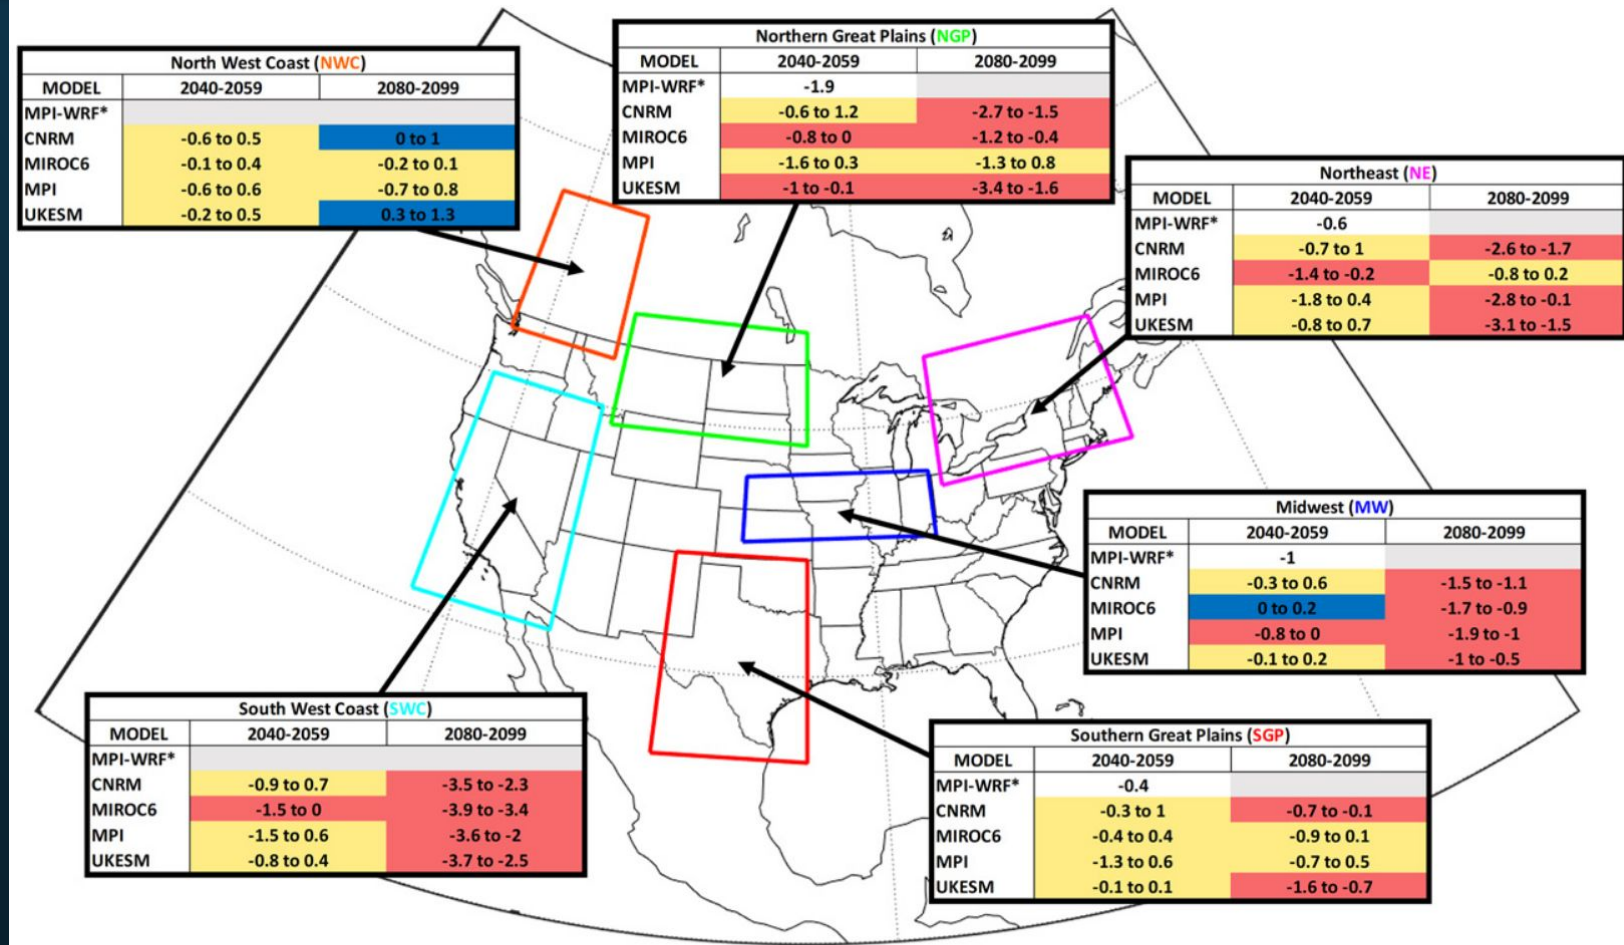 North West Coast (NWC)
MODEL 2040-2059 2080-2099
MPI-WRF*
CNRM -0.6 to 0.5 0 to 1
MIROC6 -0.1 to 0.4 -0.2 to 0.1
MPI -0.6 to 0.6 -0.7 to 0.8
UKESM -0.2 to 0.5 0.3 to 1.3
Northern Great Plains (NGP)
MODEL 2040-2059 2080-2099
MPI-WRF* -1.9
CNRM -0.6 to 1.2 -2.7 to -1.5
MIROC6 -0.8 to 0 -1.2 to -0.4
MPI -1.6 to 0.3 -1.3 to 0.8
UKESM -1 to -0.1 -3.4 to -1.6
Northeast (NE)
MODEL 2040-2059 2080-2099
MPI-WRF* -0.6
CNRM -0.7 to 1 -2.6 to -1.7
MIROC6 -1.4 to -0.2 -0.8 to 0.2
MPI -1.8 to 0.4 -2.8 to -0.1
UKESM -0.8 to 0.7 -3.1 to -1.5
Midwest (MW)
MODEL 2040-2059 2080-2099
MPI-WRF* -1
CNRM -0.3 to 0.6 -1.5 to -1.1
MIROC6 0 to 0.2 -1.7 to -0.9
MPI -0.8 to 0 -1.9 to -1
UKESM -0.1 to 0.2 -1 to -0.5
South West Coast (SWC)
MODEL 2040-2059 2080-2099
MPI-WRF*
CNRM -0.9 to 0.7 -3.5 to -2.3
MIROC6 -1.5 to 0 -3.9 to -3.4
MPI -1.5 to 0.6 -3.6 to -2
UKESM -0.8 to 0.4 -3.7 to -2.5
Southern Great Plains (SGP)
MODEL 2040-2059 2080-2099
MPI-WRF* -0.4
CNRM -0.3 to 1 -0.7 to -0.1
MIROC6 -0.4 to 0.4 -0.9 to 0.1
MPI -1.3 to 0.6 -0.7 to 0.5
UKESM -0.1 to 0.1 -1.6 to -0.7